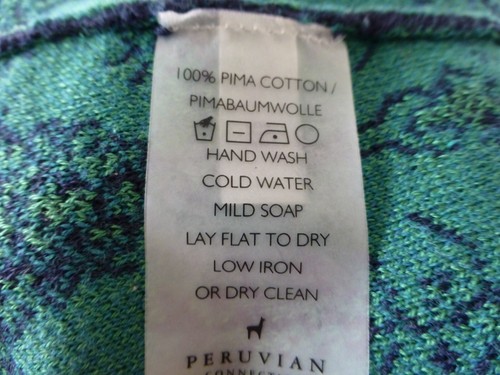 100% PIMA COTTON /
PIMABAUMWOLLE
HAND WASH
COLD WATER
MILD SOAP
LAY FLAT TO DRY
LOW IRON
OR DRY CLEAN
PERUVIAN
CONNECTION